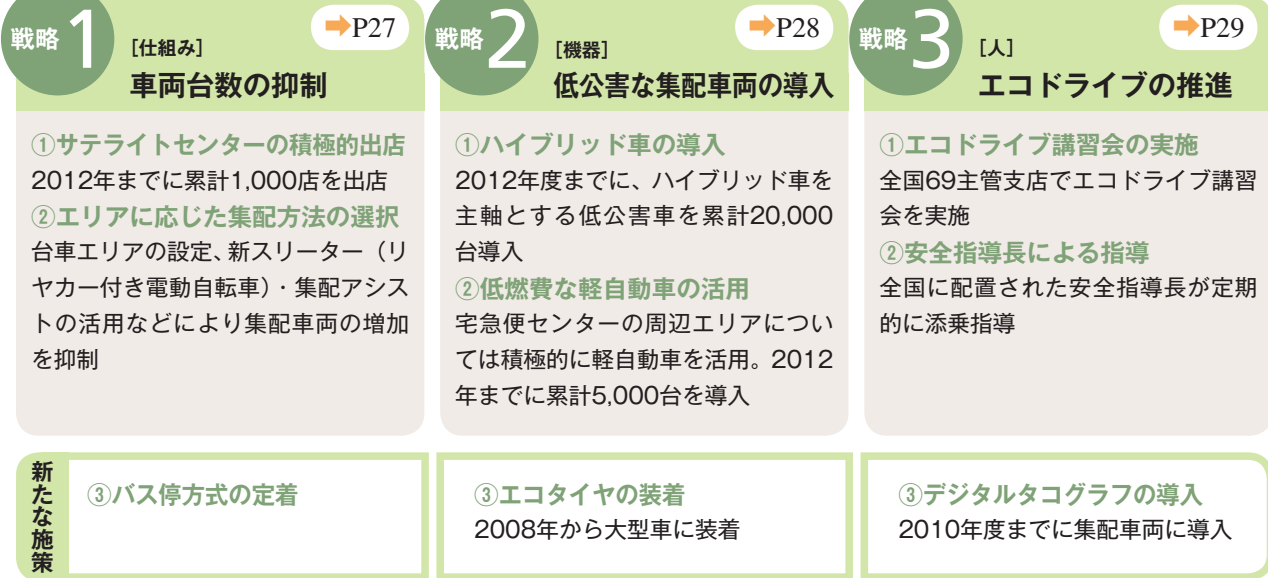 戦略1
➡P27
[仕組み]
車両台数の抑制
①サテライトセンターの積極的出店
2012年までに累計1,000店を出店
②エリアに応じた集配方法の選択
台車エリアの設定、新スリーター（リ
ヤカー付き電動自転車）・集配アシス
トの活用などにより集配車両の増加
を抑制
戦略2
➡P28
[機器]
低公害な集配車両の導入
①ハイブリッド車の導入
2012年度までに、ハイブリッド車を
主軸とする低公害車を累計20,000
台導入
②低燃費な軽自動車の活用
宅急便センターの周辺エリアについ
ては積極的に軽自動車を活用。2012
年までに累計5,000台を導入
戦略3
➡P29
[人]
エコドライブの推進
①エコドライブ講習会の実施
全国69主管支店でエコドライブ講習
会を実施
②安全指導長による指導
全国に配置された安全指導長が定期
的に添乗指導
新たな施策
③バス停方式の定着
③エコタイヤの装着
2008年から大型車に装着
③デジタルタコグラフの導入
2010年度までに集配車両に導入